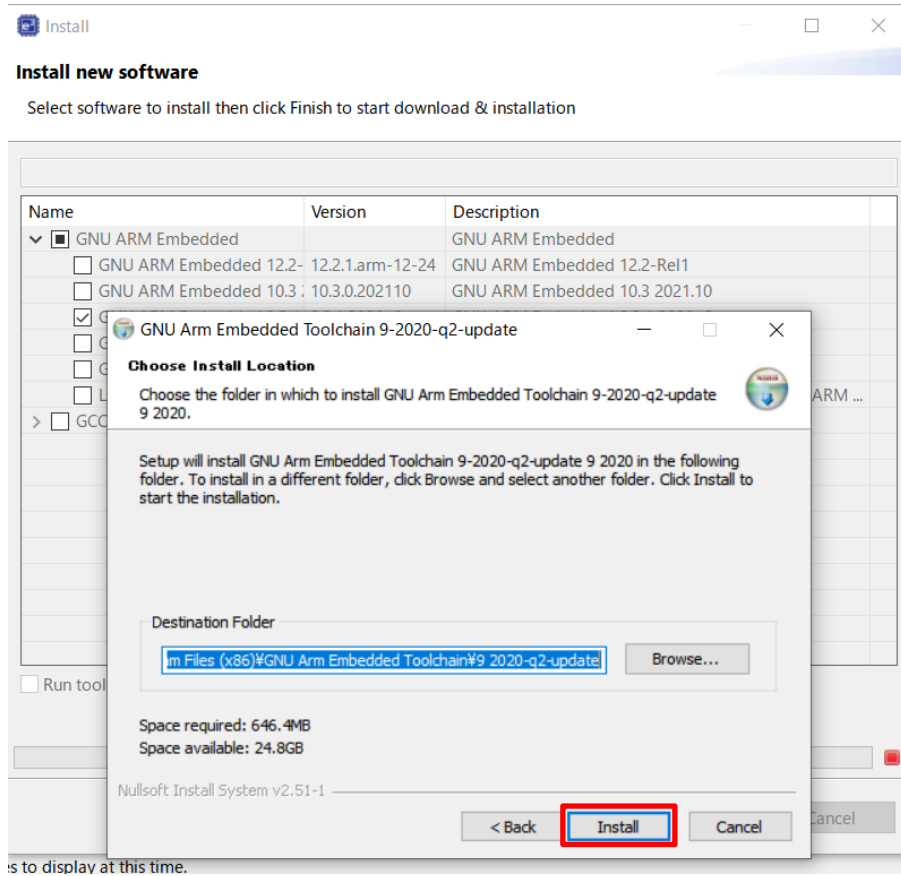 Install
Install new software
Select software to install then click Finish to start download & installation
Name Version Description
GNU ARM Embedded GNU ARM Embedded
GNU ARM Embedded 12.2- 12.2.1.arm-12-24 GNU ARM Embedded 12.2-Rel1
GNU ARM Embedded 10.3 10.3.0.202110 GNU ARM Embedded 10.3 2021.10
G
G
G
L ARM ...
GCC
GNU Arm Embedded Toolchain 9-2020-q2-update
Choose Install Location
Choose the folder in which to install GNU Arm Embedded Toolchain 9-2020-q2-update
9 2020.
Setup will install GNU Arm Embedded Toolchain 9-2020-q2-update 9 2020 in the following
folder. To install in a different folder, click Browse and select another folder. Click Install to
start the installation.
Destination Folder
m Files (x86)¥GNU Arm Embedded Toolchain¥9 2020-q2-update
Browse...
Run tool
Space required: 646.4MB
Space available: 24.8GB
Nullsoft Install System v2.51-1
< Back Install Cancel
Cancel
es to display at this time.